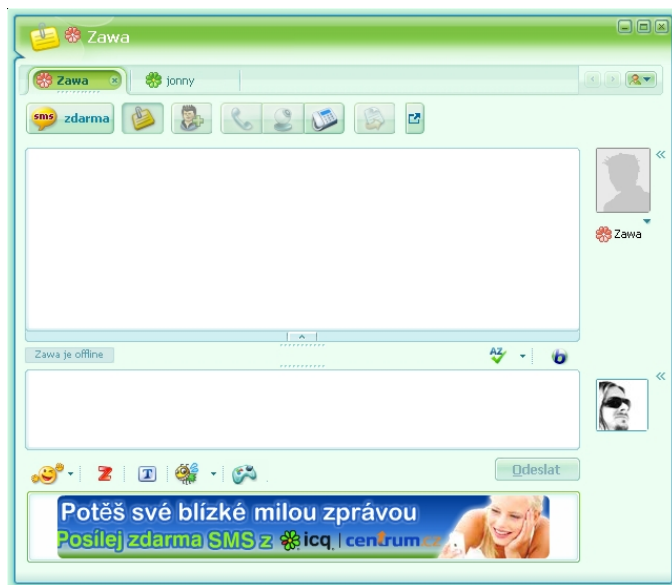 Zawa
Zawa
jonny
sms zdarma
Zawa
Zawa je offline
AZ
b
Z
T
Odeslat
Potěš své blízké milou zprávou
Posílej zdarma SMS z icq | centrum.cz